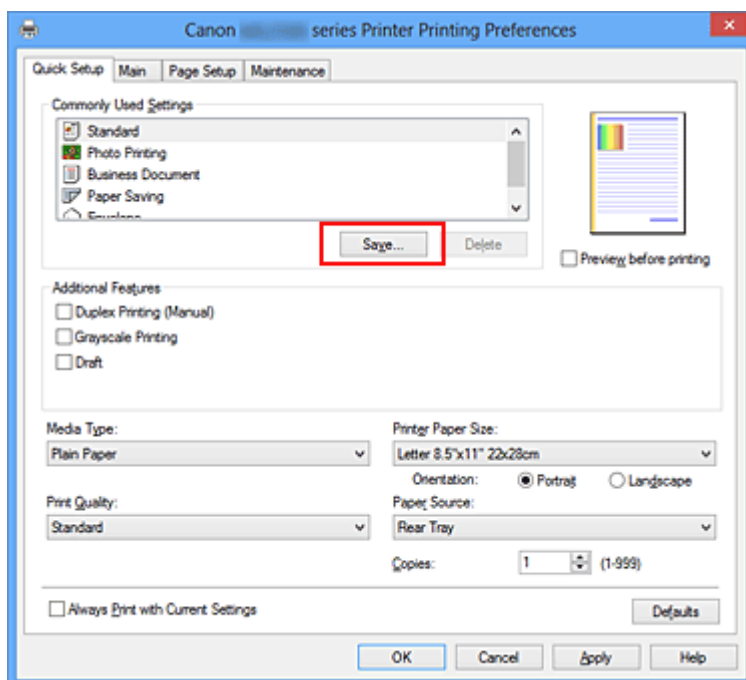 Canon series Printer Printing Preferences
Quick Setup Main Page Setup Maintenance
Commonly Used Settings
Standard
Photo Printing
Business Document
Paper Saving
Envelope
Save... Delete
Preview before printing
Additional Features
Duplex Printing (Manual)
Grayscale Printing
Draft
Media Type: Printer Paper Size:
Plain Paper Letter 8.5"x11" 22x28cm
Orientation: Portrait Landscape
Print Quality: Paper Source:
Standard Rear Tray
Copies: 1 (1-999)
Always Print with Current Settings Defaults
OK Cancel Apply Help